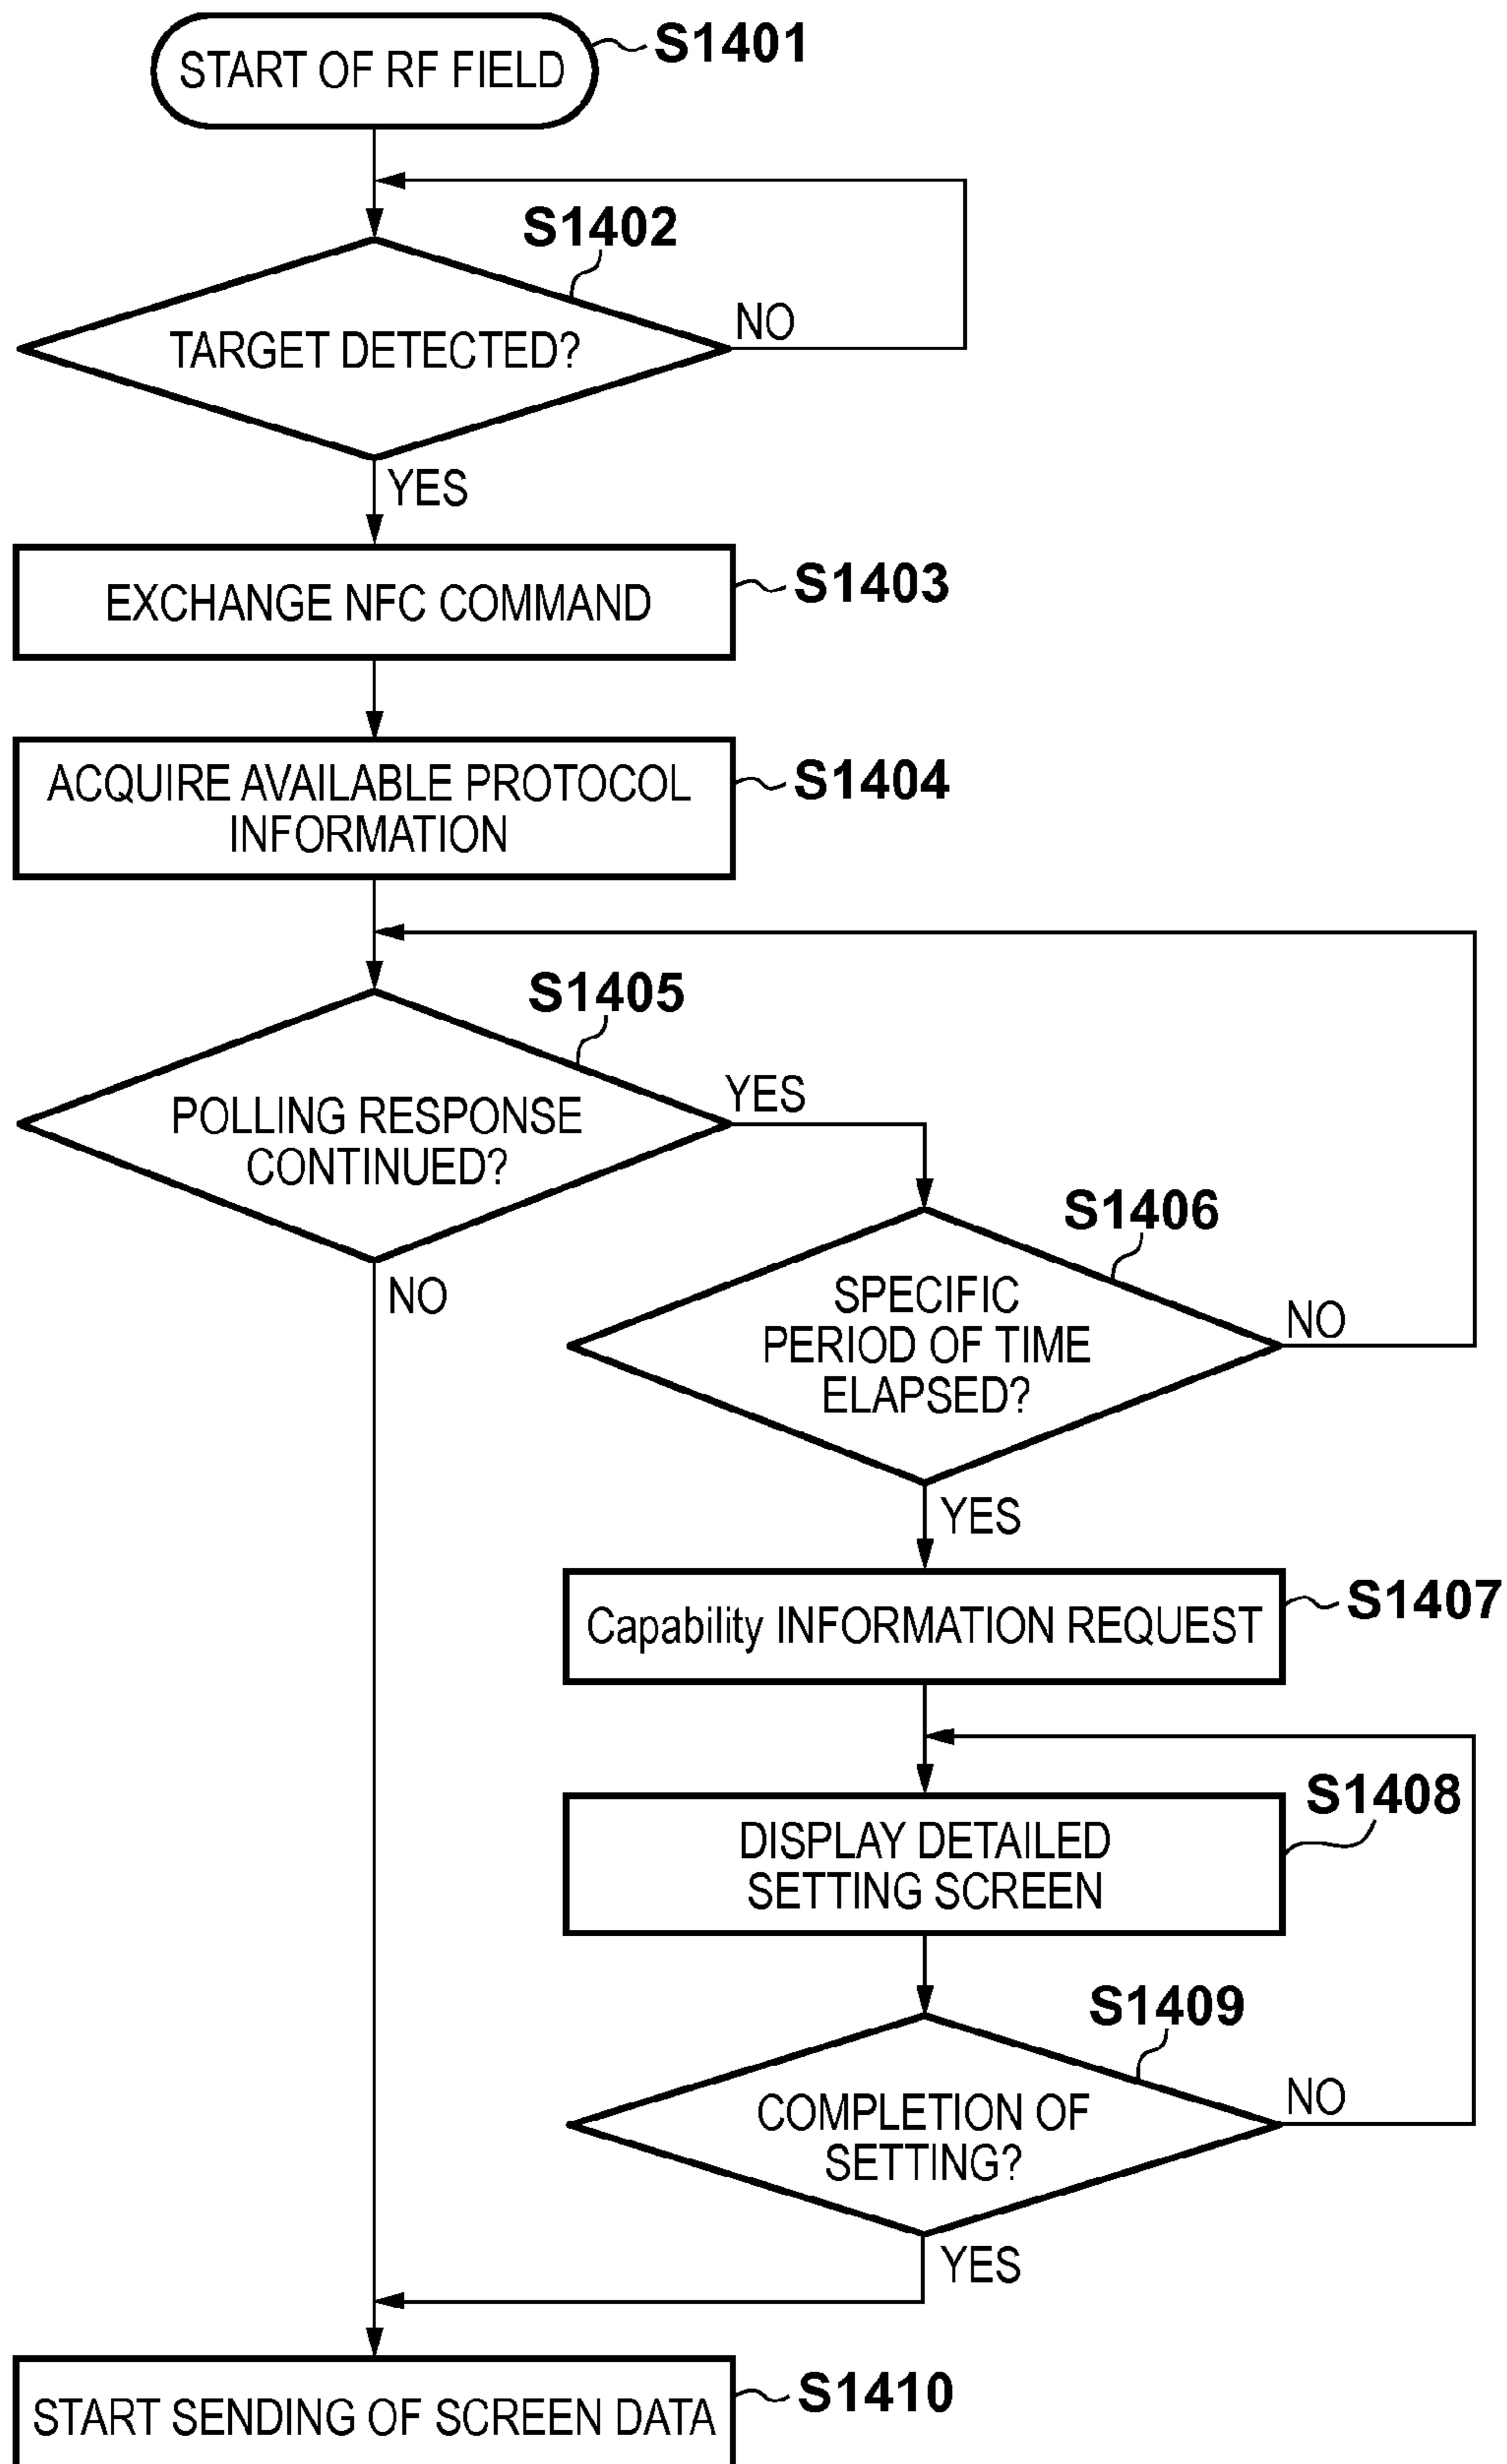 START OF RF FIELD
S1401
S1402
TARGET DETECTED?
NO
YES
EXCHANGE NFC COMMAND
S1403
ACQUIRE AVAILABLE PROTOCOL
INFORMATION
S1404
S1405
POLLING RESPONSE
CONTINUED?
YES
NO
S1406
SPECIFIC
PERIOD OF TIME
ELAPSED?
NO
YES
Capability INFORMATION REQUEST
S1407
DISPLAY DETAILED
SETTING SCREEN
S1408
S1409
COMPLETION OF
SETTING?
NO
YES
START SENDING OF SCREEN DATA
S1410